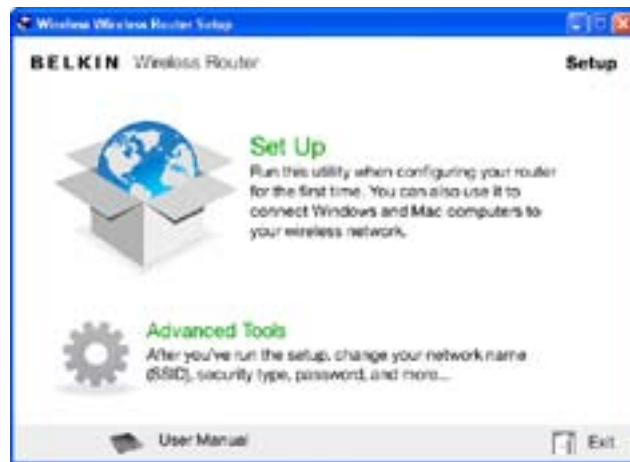 Wireless Wireless Router Setup
BELKIN Wireless Router
Setup
Set Up
Run this utility when configuring your router
for the first time. You can also use it to
connect Windows and Mac computers to
your wireless network.
Advanced Tools
After you've run the setup, change your network name
(SSID), security type, password, and more...
User Manual
Exit